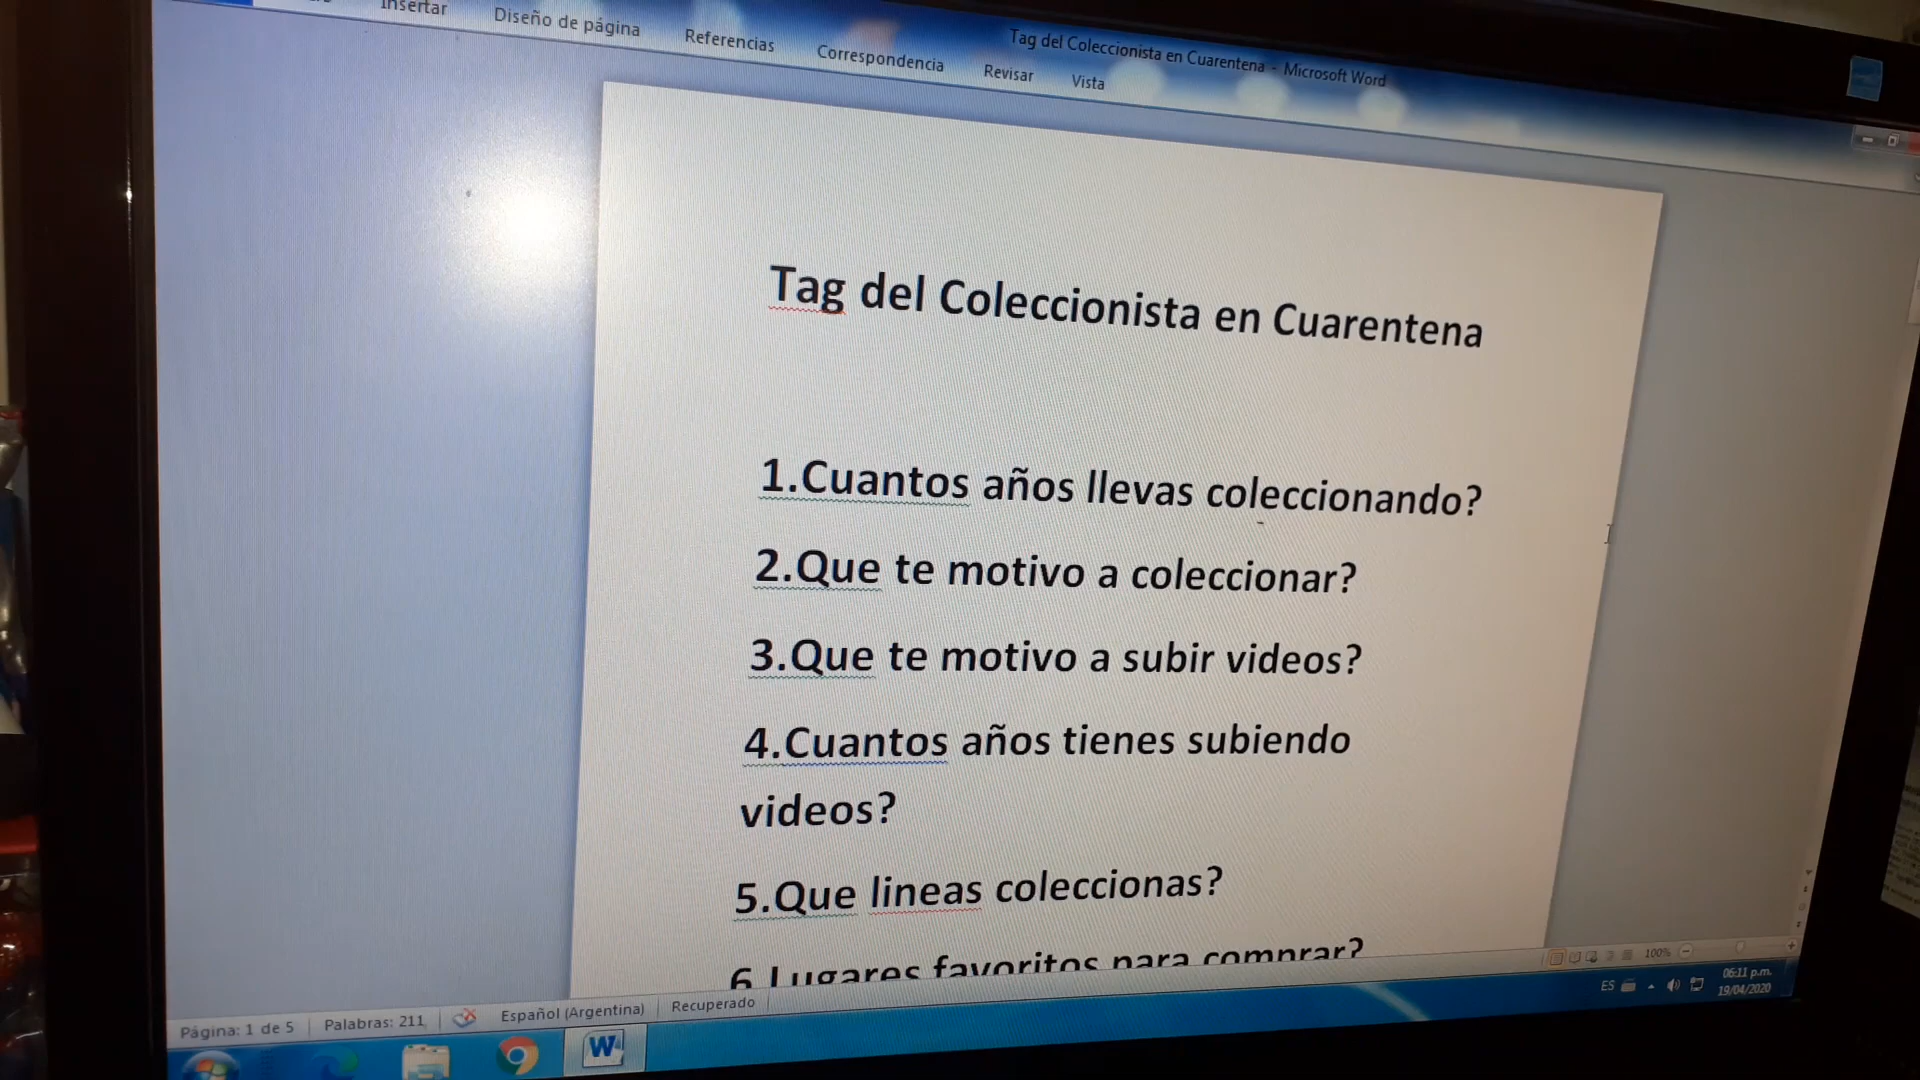 Insertar Diseño de página Referencias Correspondencia Revisar Vista
Tag del Coleccionista en Cuarentena - Microsoft Word
Tag del Coleccionista en Cuarentena
1.Cuantos años llevas coleccionando?
2.Que te motivo a coleccionar?
3.Que te motivo a subir videos?
4.Cuantos años tienes subiendo
videos?
5.Que lineas coleccionas?
6 Lugares favoritos para comprar?
Página: 1 de 5 Palabras: 211 Español (Argentina) Recuperado 100%
ES 06:11 p.m.
19/04/2020